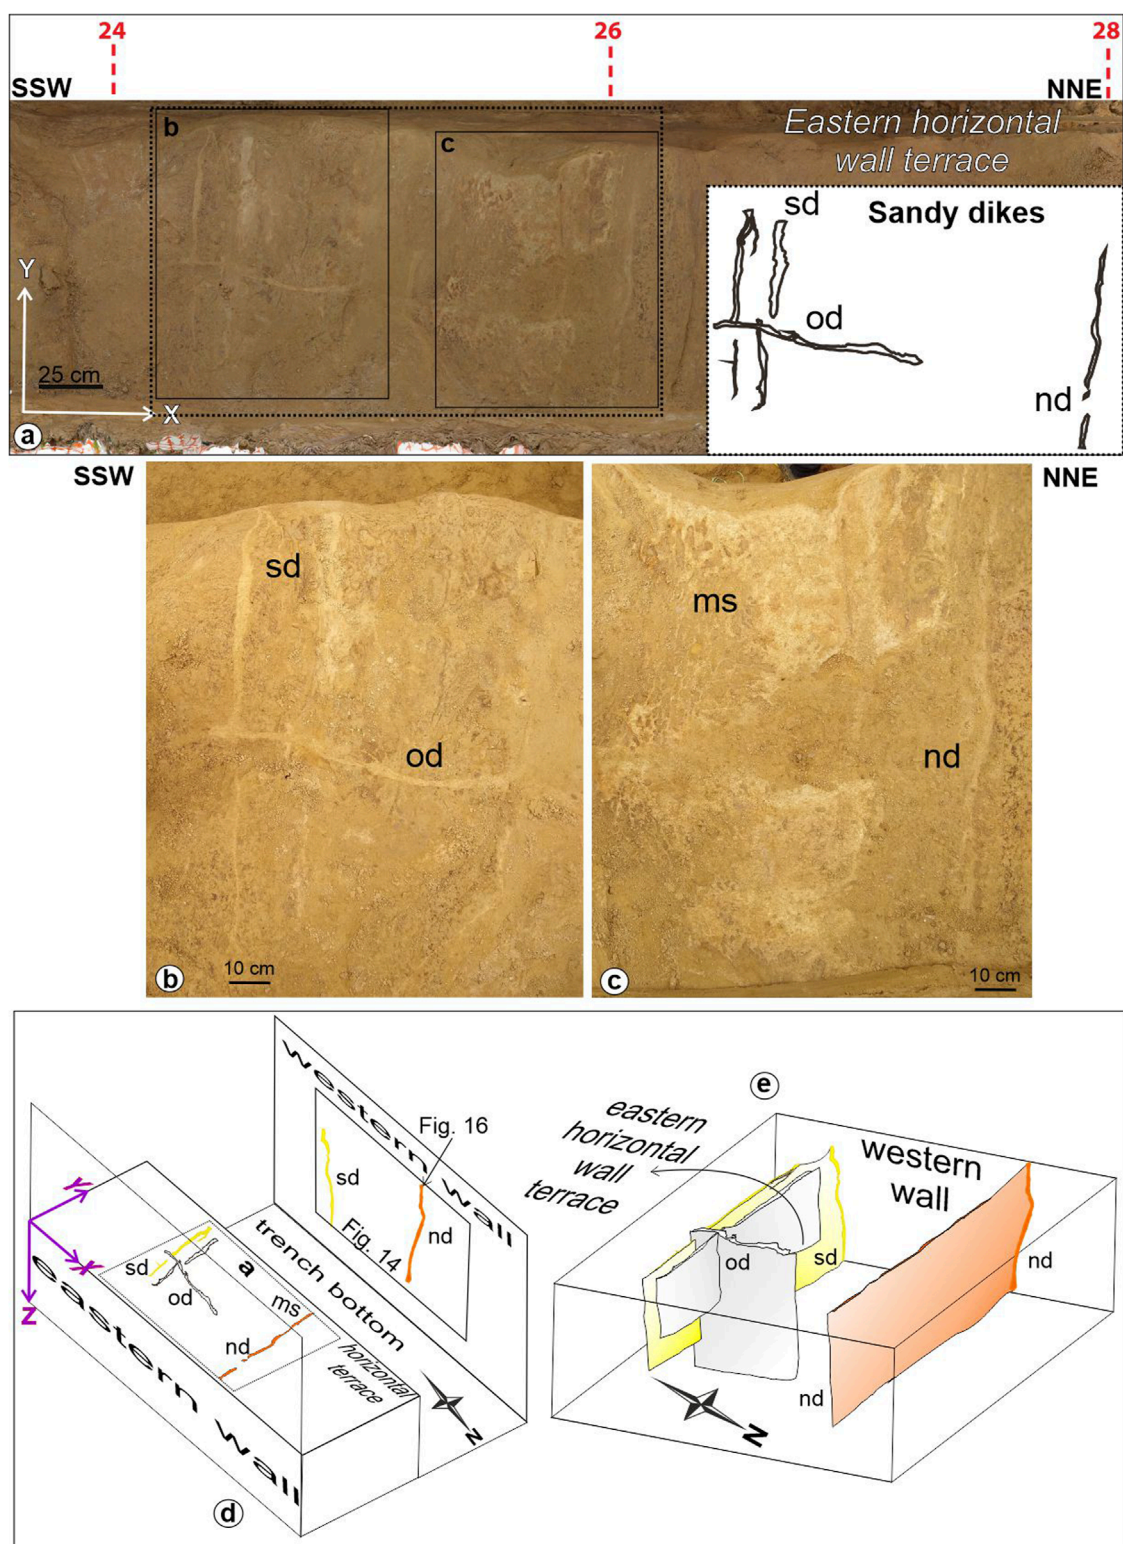 24
26
28
SSW
NNE
b
c
Eastern horizontal
wall terrace
Sandy dikes
sd
od
nd
Y
X
25 cm
a
SSW
NNE
sd
od
10 cm
b
ms
nd
10 cm
c
western wall
Fig. 16
sd
nd
Fig. 14
trench bottom
Y
X
Z
sd
od
a
ms
nd
horizontal
terrace
eastern wall
N
d
e
eastern
horizontal
wall
terrace
western
wall
od
sd
nd
nd
N